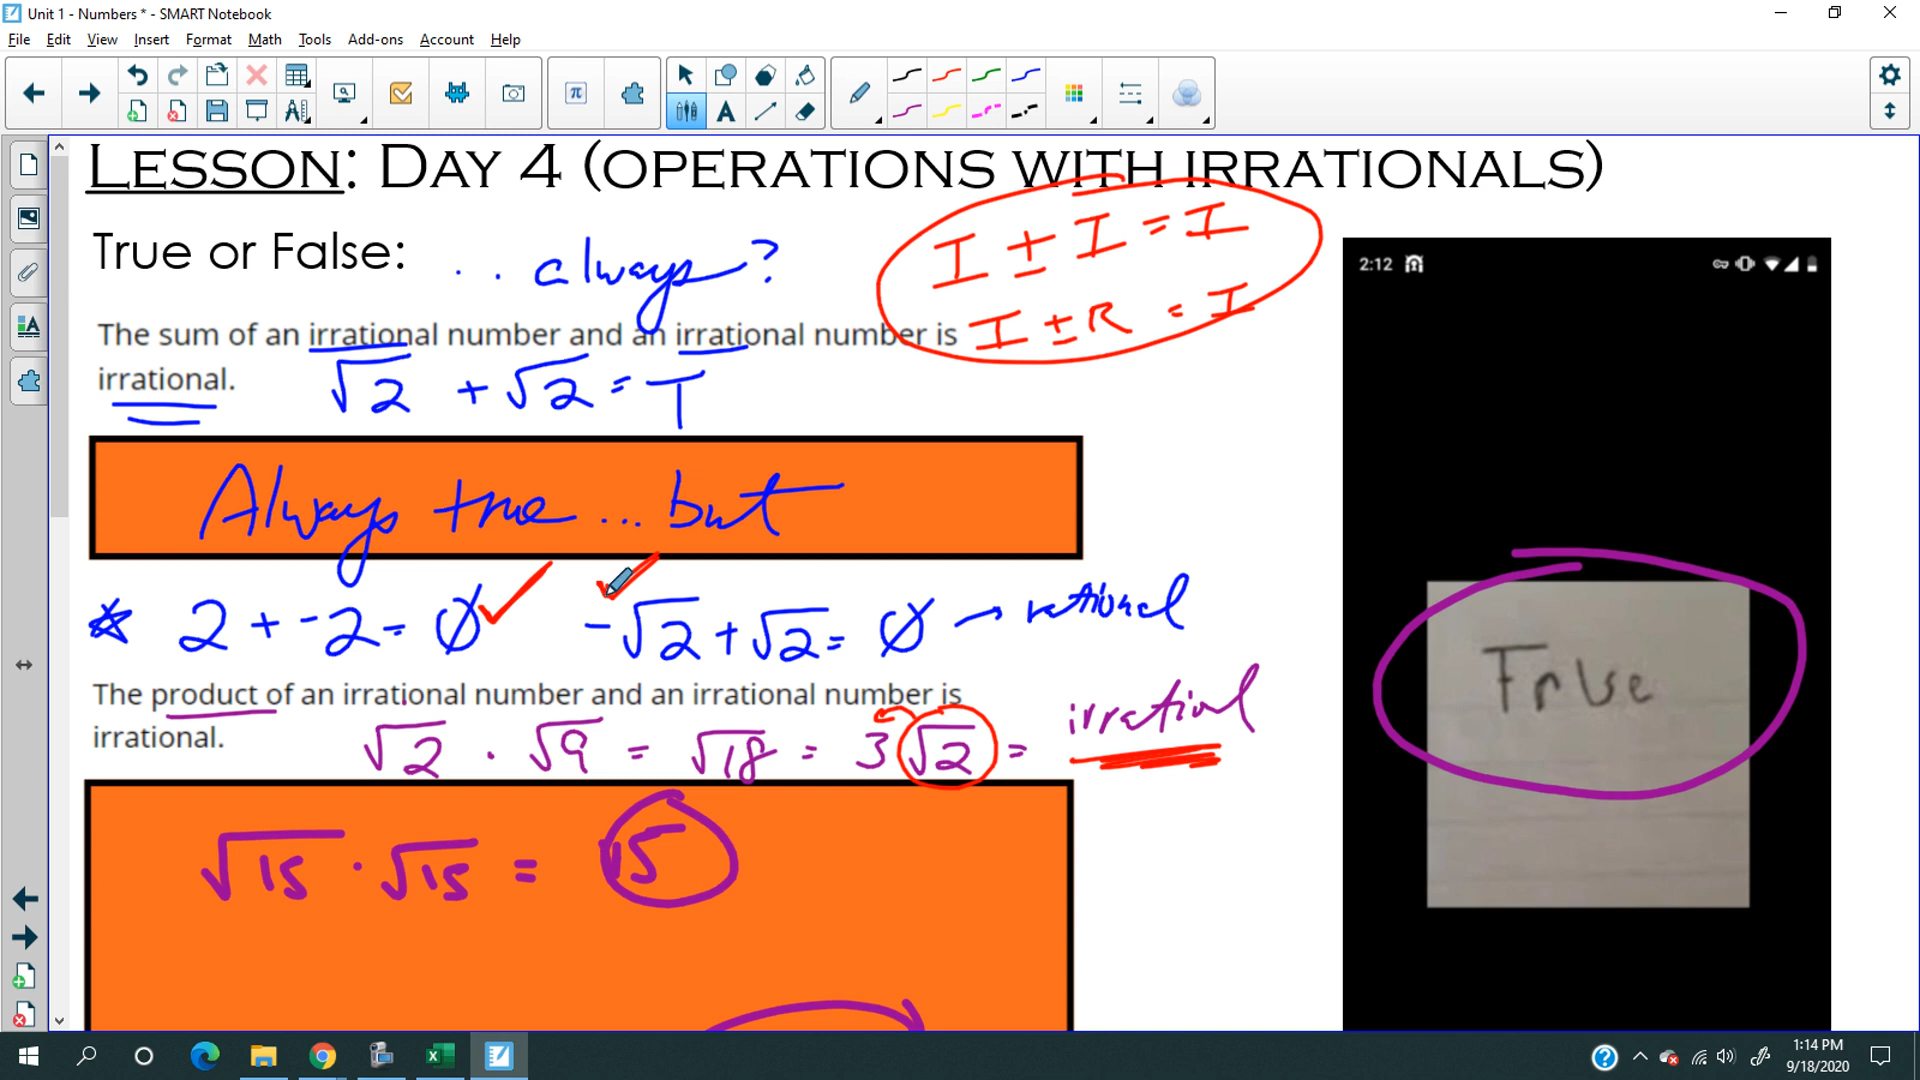 Unit 1 - Numbers * - SMART Notebook
File Edit View Insert Format Math Tools Add-ons Account Help
LESSON: DAY 4 (OPERATIONS WITH IRRATIONALS)
I ± I = I
I ± R = I
True or False: .. always?
2:12
The sum of an irrational number and an irrational number is
irrational. √2 + √2 = T
Always true ... but
2 + -2 = 0 -√2 + √2 = 0 → rational
Frlse
The product of an irrational number and an irrational number is
irrational. √2 · √9 = √18 = 3√2 = irrational
√15 · √15 = 15
1:14 PM
9/18/2020